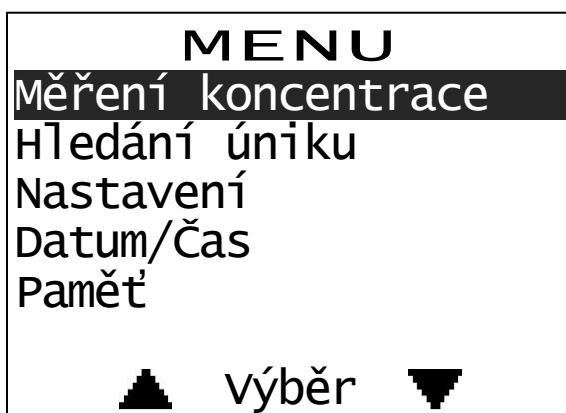 MENU
Měření koncentrace
Hledání úniku
Nastavení
Datum/Čas
Paměť
Výběr